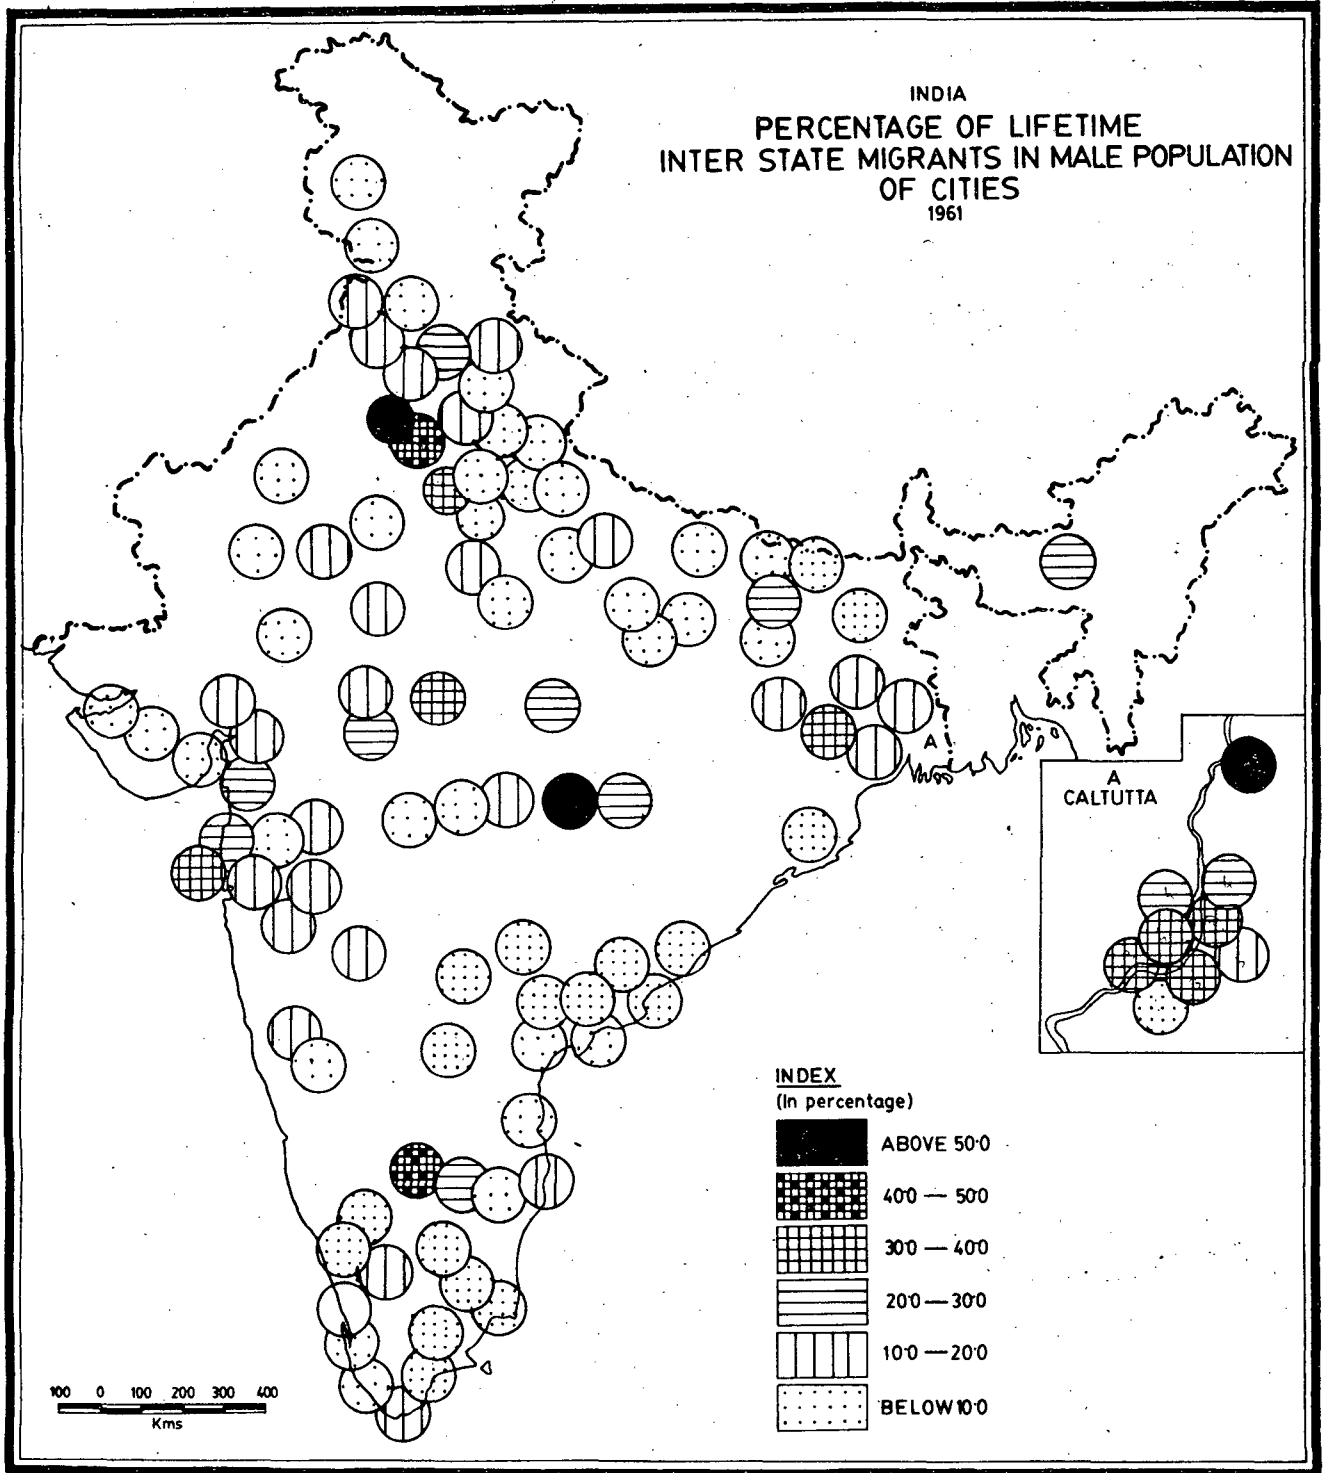 INDIA
PERCENTAGE OF LIFETIME
INTER STATE MIGRANTS IN MALE POPULATION
OF CITIES
1961
A
A
CALTUTTA
INDEX
(In percentage)
ABOVE 50·0
40·0 — 50·0
30·0 — 40·0
20·0 — 30·0
10·0 — 20·0
BELOW 10·0
100 0 100 200 300 400
Kms